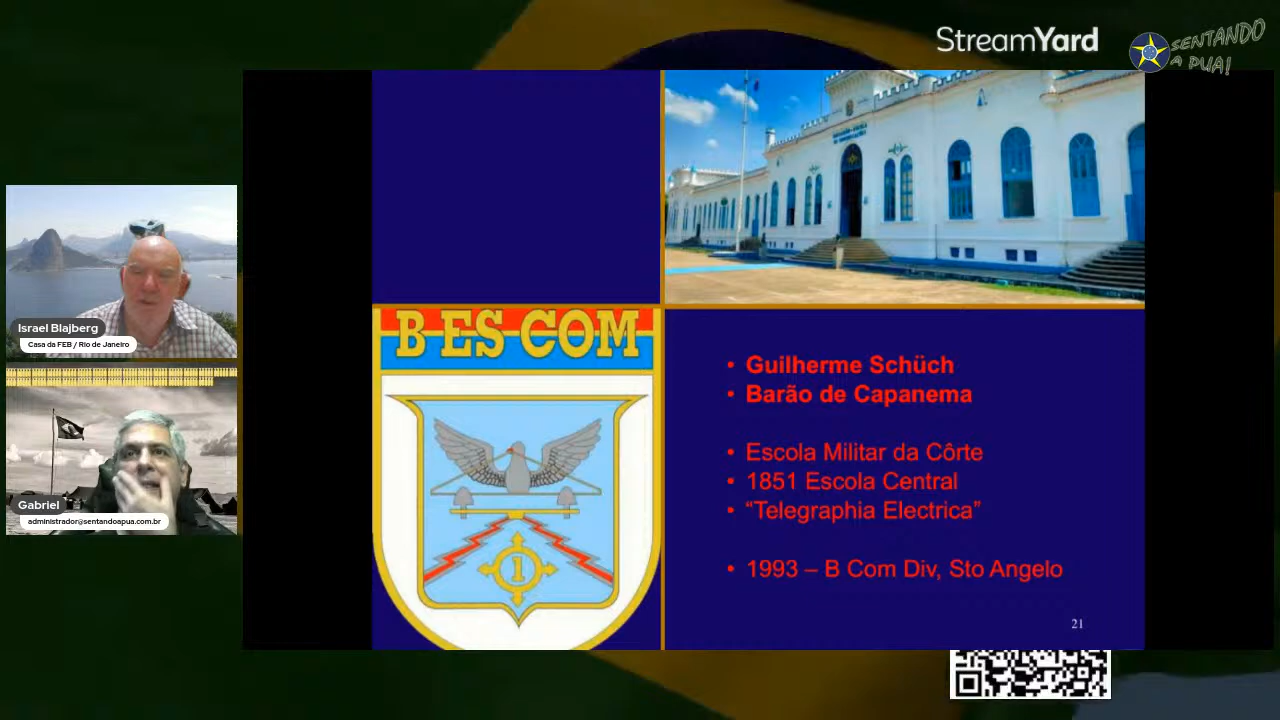 StreamYard
SENTANDO
A PUA!
Israel Blajberg
Casa da FEB / Rio de Janeiro
Gabriel
administrador@sentandoapua.com.br
B ES COM
1
• Guilherme Schüch
• Barão de Capanema
• Escola Militar da Côrte
• 1851 Escola Central
• “Telegraphia Electrica”
• 1993 – B Com Div, Sto Angelo
21